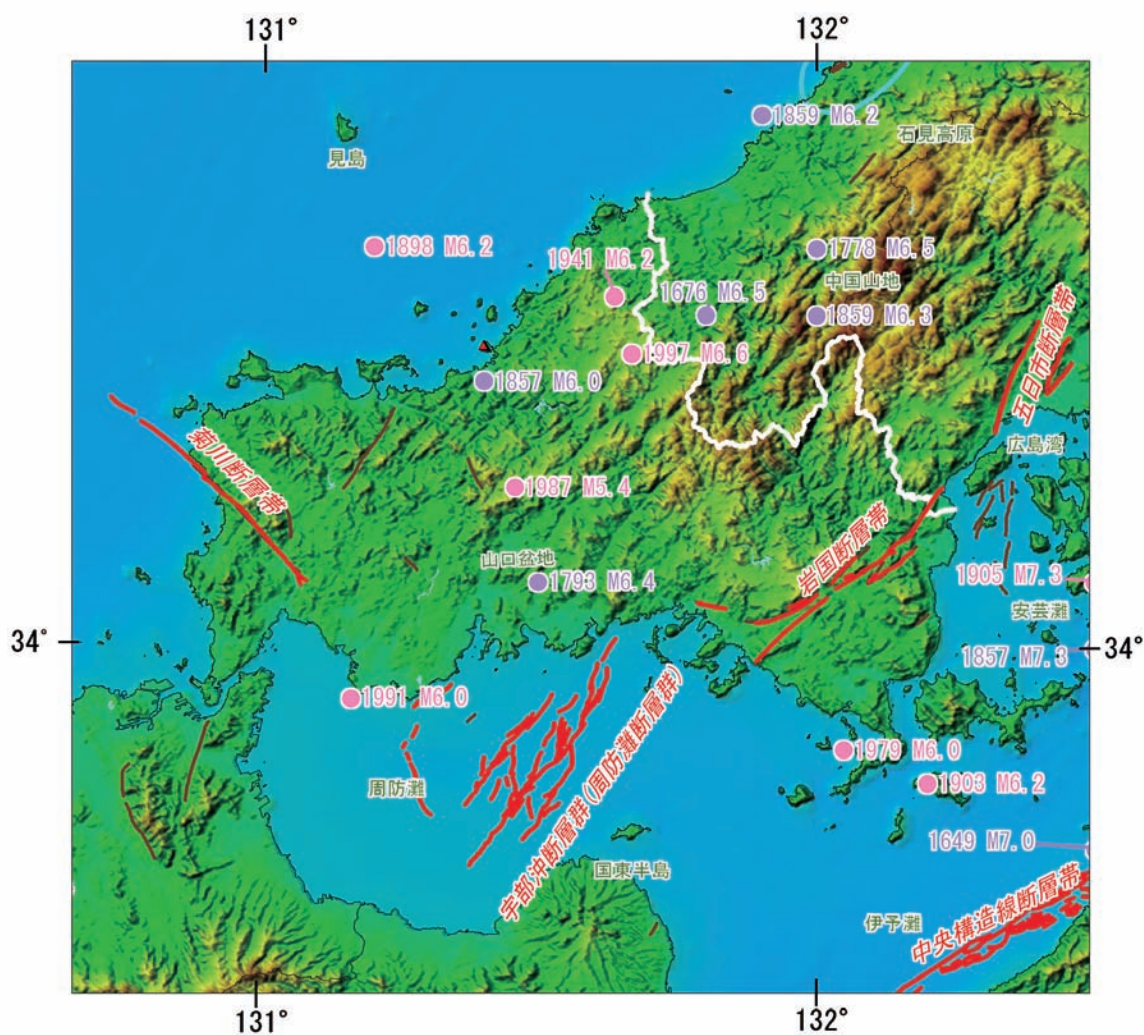 131°
132°
1859 M6.2
石見高原
見島
1898 M6.2
1941 M6.2
1676 M6.5
1778 M6.5
中国山地
1859 M6.3
1997 M6.6
1857 M6.0
五日市断層帯
菊川断層帯
広島湾
1987 M5.4
岩国断層帯
山口盆地
1793 M6.4
1905 M7.3
安芸灘
34°
34°
1857 M7.3
1991 M6.0
宇部沖断層群(周防灘断層群)
1979 M6.0
周防灘
1903 M6.2
1649 M7.0
国東半島
伊予灘
中央構造線断層帯
131°
132°